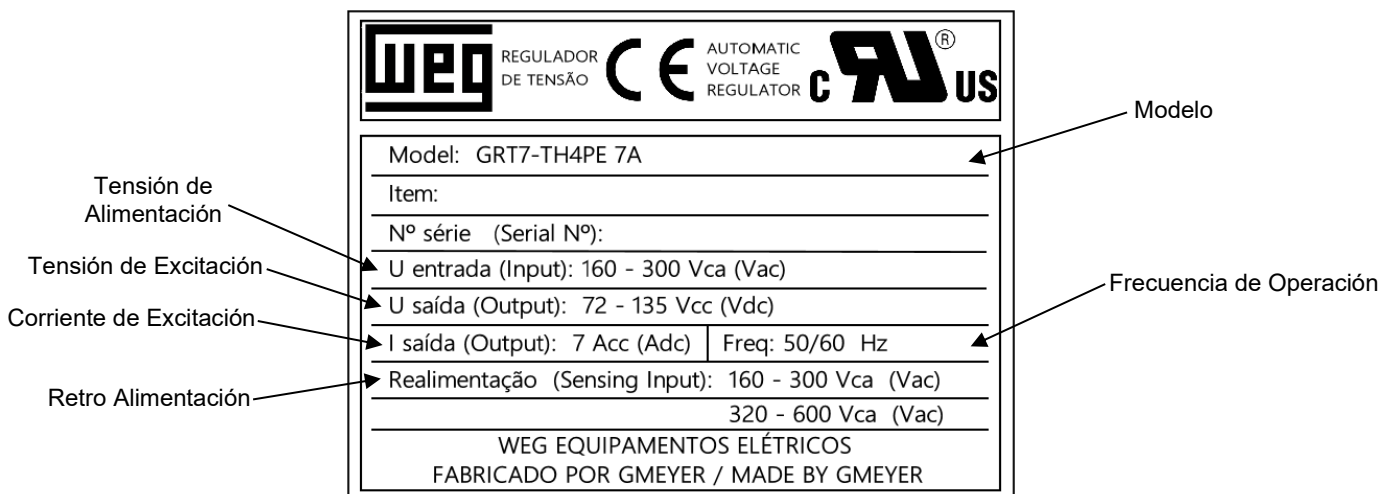 weg
REGULADOR
DE TENSÃO
CE
AUTOMATIC
VOLTAGE
REGULATOR
C RU ® US
Modelo
Model: GRT7-TH4PE 7A
Tensión de
Alimentación
Item:
Nº série (Serial Nº):
Tensión de Excitación
U entrada (Input): 160 - 300 Vca (Vac)
Frecuencia de Operación
U saída (Output): 72 - 135 Vcc (Vdc)
Corriente de Excitación
I saída (Output): 7 Acc (Adc) Freq: 50/60 Hz
Retro Alimentación
Realimentação (Sensing Input): 160 - 300 Vca (Vac)
320 - 600 Vca (Vac)
WEG EQUIPAMENTOS ELÉTRICOS
FABRICADO POR GMEYER / MADE BY GMEYER